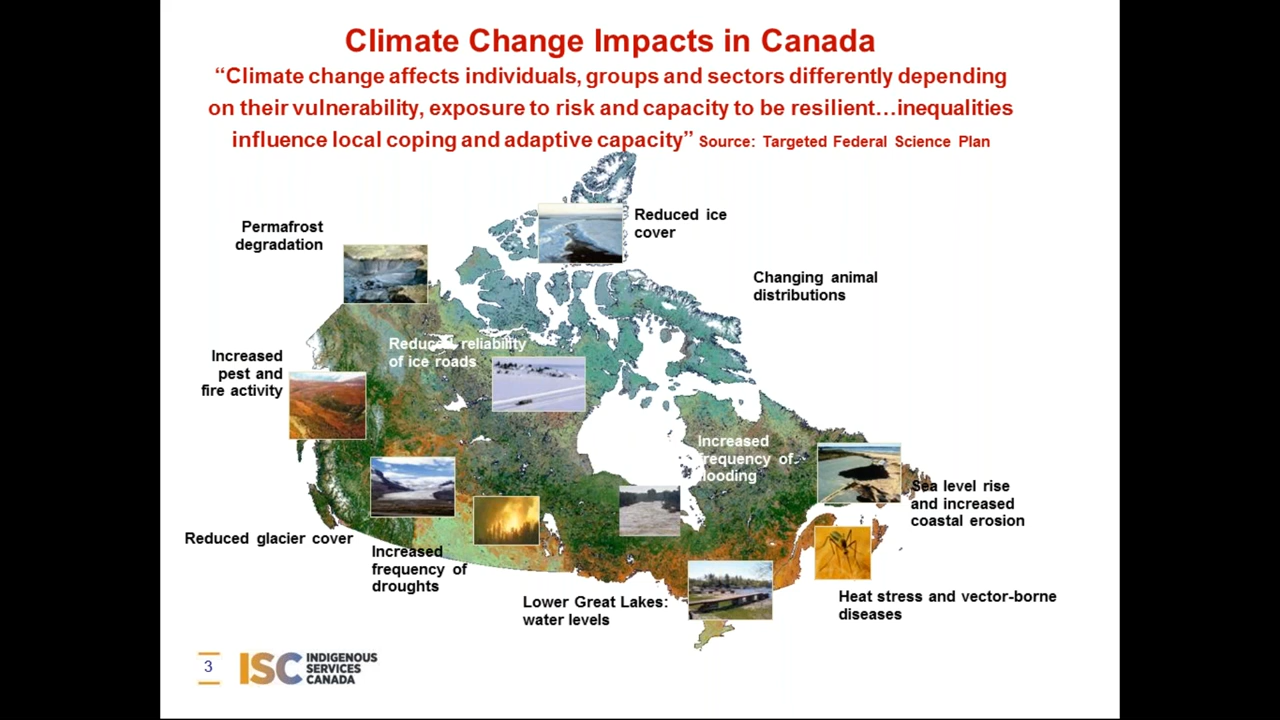 Climate Change Impacts in Canada
“Climate change affects individuals, groups and sectors differently depending
on their vulnerability, exposure to risk and capacity to be resilient…inequalities
influence local coping and adaptive capacity” Source: Targeted Federal Science Plan
Permafrost
degradation
Reduced ice
cover
Changing animal
distributions
Reduced reliability
of ice roads
Increased
pest and
fire activity
Increased
frequency of
flooding
Sea level rise
and increased
coastal erosion
Reduced glacier cover
Increased
frequency of
droughts
Lower Great Lakes:
water levels
Heat stress and vector-borne
diseases
3
ISC INDIGENOUS
SERVICES
CANADA